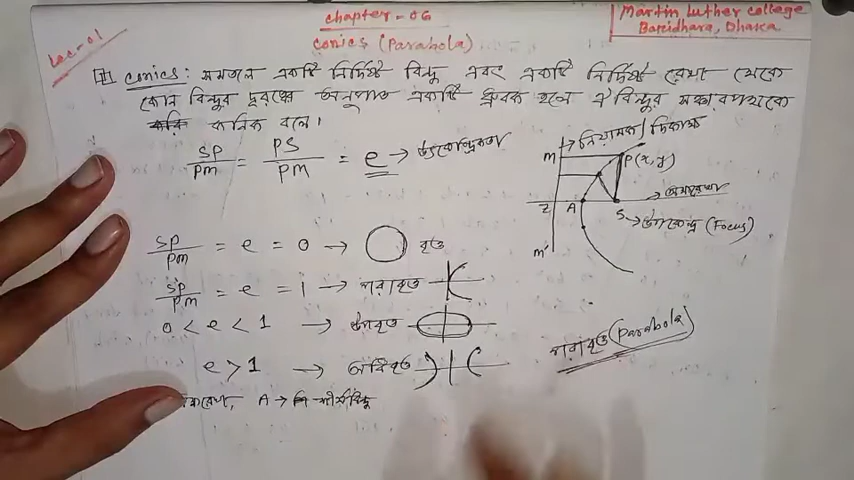 Lec-01
chapter-06
Conics (Parabola)
Martin Luther college
Baridhara, Dhaka
Conics: সমতলে একটি নির্দিষ্ট বিন্দু এবং একটি নির্দিষ্ট রেখা থেকে
কোন বিন্দুর দূরত্বের অনুপাত একটি ধ্রুবক হলে ঐ বিন্দুর সঞ্চারপথকে
কনিক বলে।
SP/PM = PS/PM = e → উৎকেন্দ্রিকতা
নিয়ামক/দিকাক্ষ
M
P(x,y)
Z A S → অক্ষরেখা
উপকেন্দ্র (Focus)
M'
SP/PM = e = 0 → বৃত্ত
SP/PM = e = 1 → পরাবৃত্ত
0 < e < 1 → উপবৃত্ত
e > 1 → অধিবৃত্ত
পরাবৃত্ত (Parabola)
A → শীর্ষবিন্দু